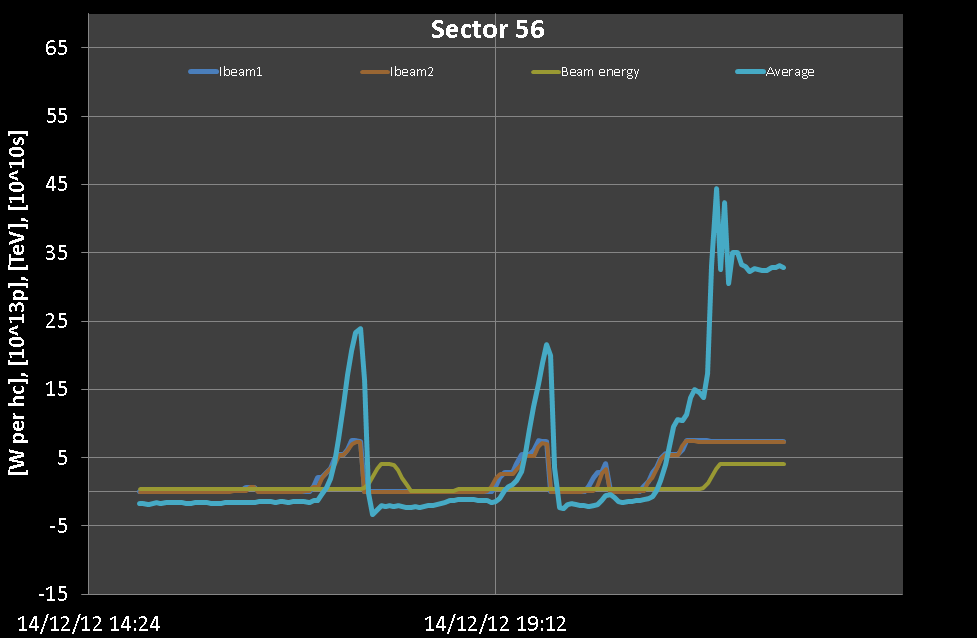 Sector 56
Ibeam1
Ibeam2
Beam energy
Average
[W per hc], [10^13p], [TeV], [10^10s]
65
55
45
35
25
15
5
-5
-15
14/12/12 14:24
14/12/12 19:12